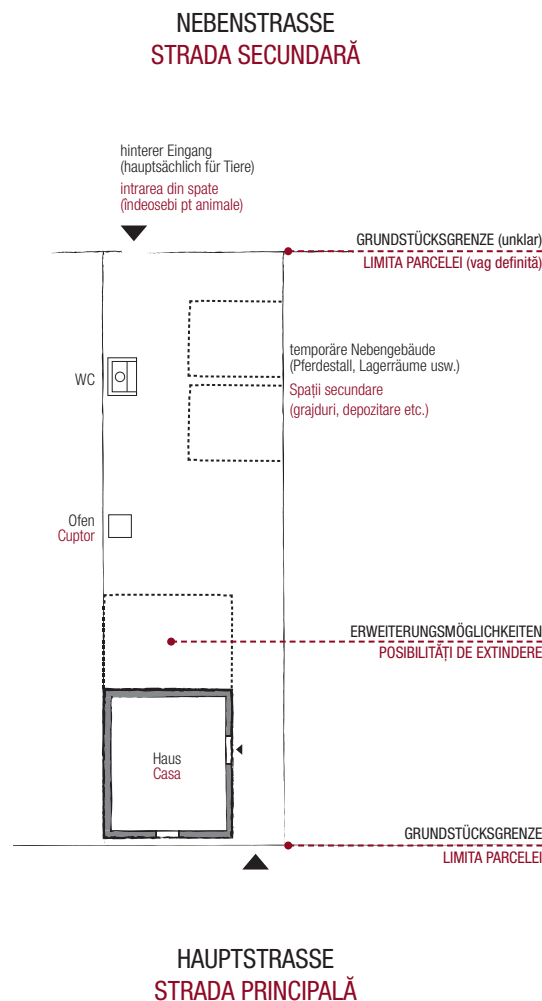 NEBENSTRASSE
STRADA SECUNDARĂ
hinterer Eingang
(hauptsächlich für Tiere)
intrarea din spate
(îndeosebi pt animale)
GRUNDSTÜCKSGRENZE (unklar)
LIMITA PARCELEI (vag definită)
temporäre Nebengebäude
(Pferdestall, Lagerräume usw.)
Spații secundare
(grajduri, depozitare etc.)
WC
Ofen
Cuptor
ERWEITERUNGSMÖGLICHKEITEN
POSIBILITĂȚI DE EXTINDERE
Haus
Casa
GRUNDSTÜCKSGRENZE
LIMITA PARCELEI
HAUPTSTRASSE
STRADA PRINCIPALĂ